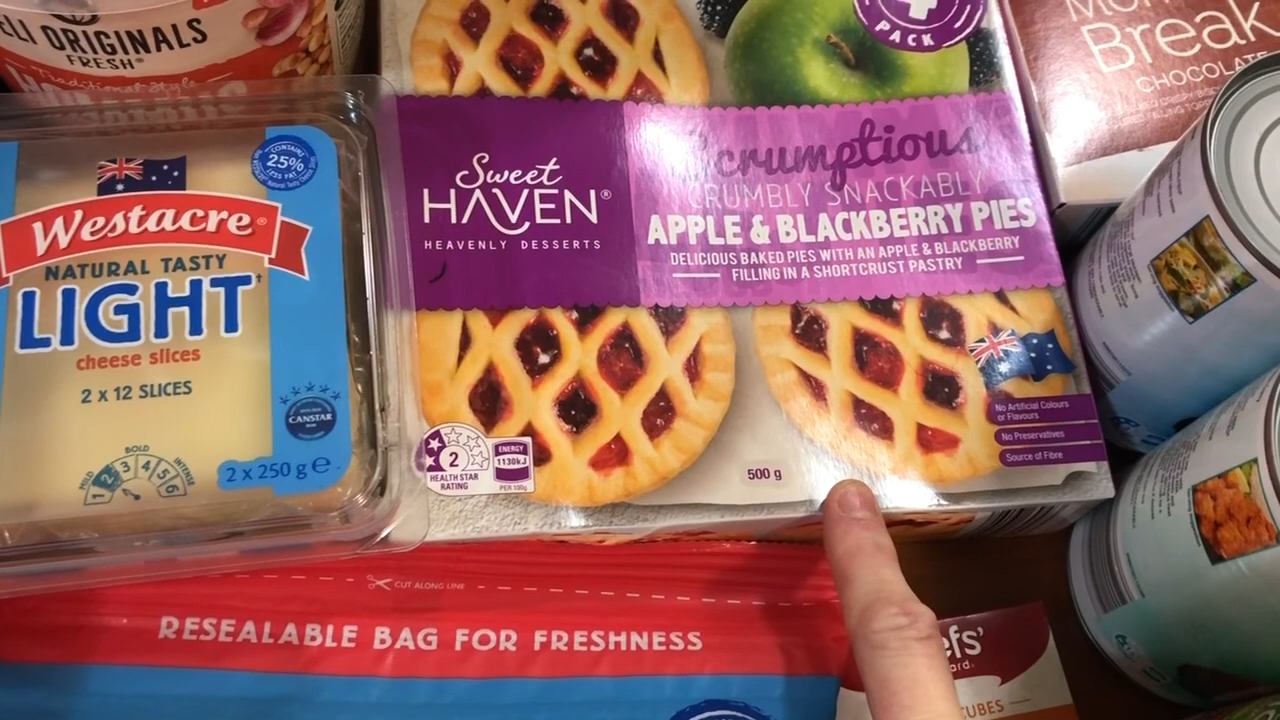 ELI ORIGINALS
FRESH®
Traditional Style
Westacre®
NATURAL TASTY
LIGHT†
cheese slices
2 x 12 SLICES
CONTAINS
25%
LESS FAT
CANSTAR
MILD
BOLD
INTENSE
1 2 3 4 5 6
2 x 250 g e
PACK
Sweet
HAVEN®
HEAVENLY DESSERTS
Scrumptious
CRUMBLY SNACKABLY
APPLE & BLACKBERRY PIES
DELICIOUS BAKED PIES WITH AN APPLE & BLACKBERRY
FILLING IN A SHORTCRUST PASTRY
No Artificial Colours
or Flavours
No Preservatives
Source of Fibre
2
HEALTH STAR
RATING
ENERGY
1130kJ
PER 100g
500 g
Break
CHOCOLATE
CUT ALONG LINE
RESEALABLE BAG FOR FRESHNESS
efs'
ard.
CUBES